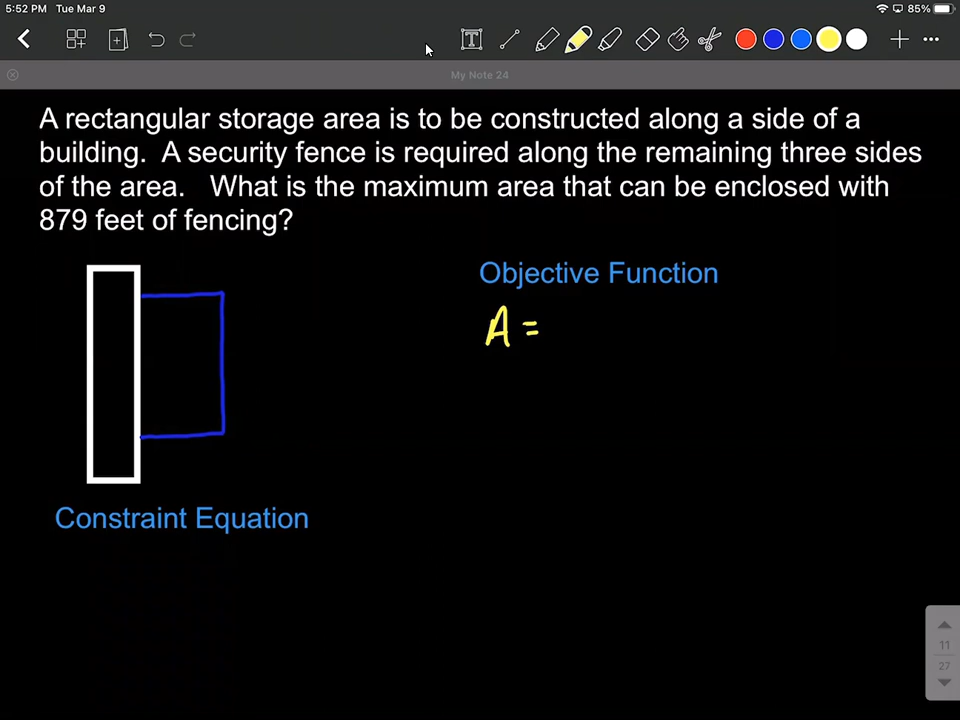 5:52 PM Tue Mar 9
85%
T
My Note 24
A rectangular storage area is to be constructed along a side of a
building. A security fence is required along the remaining three sides
of the area. What is the maximum area that can be enclosed with
879 feet of fencing?
Objective Function
A =
Constraint Equation
11
27